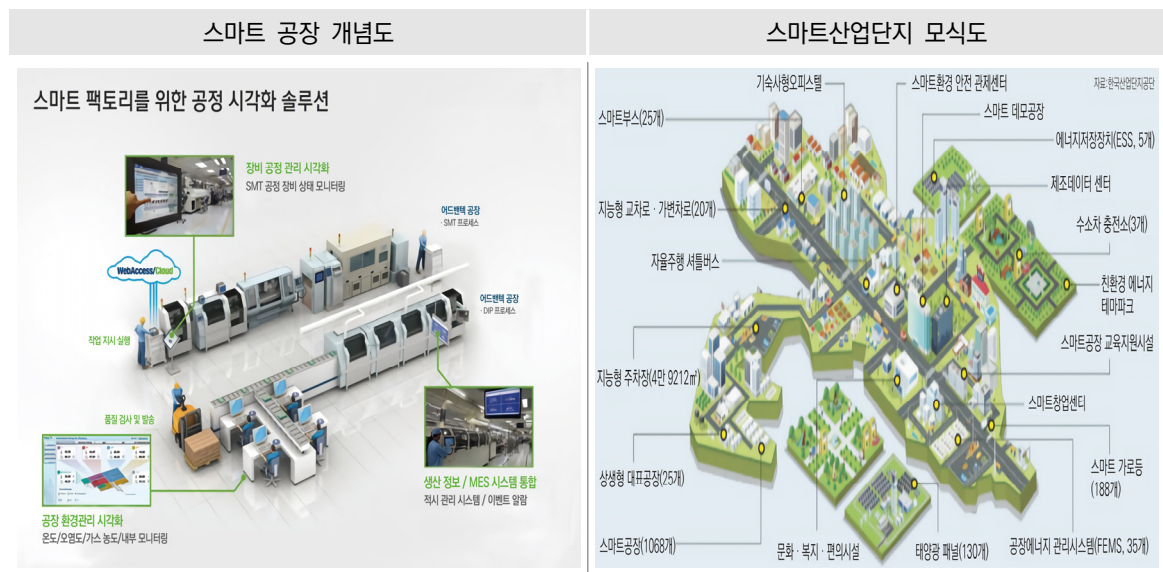 스마트 공장 개념도
스마트 팩토리를 위한 공정 시각화 솔루션
장비 공정 관리 시각화
SMT 공정 장비 상태 모니터링
어드밴텍 공장
· SMT 프로세스
WebAccess/Cloud
어드밴텍 공장
· DIP 프로세스
작업 지시 실행
품질 검사 및 발송
생산 정보 / MES 시스템 통합
적시 관리 시스템 / 이벤트 알람
공장 환경관리 시각화
온도/오염도/가스 농도/내부 모니터링
스마트산업단지 모식도
자료:한국산업단지공단
기숙사형오피스텔
스마트환경 안전 관제센터
스마트부스(25개)
스마트 데모공장
에너지저장장치(ESS, 5개)
제조데이터 센터
지능형 교차로 · 가변차로(20개)
수소차 충전소(3개)
자율주행 셔틀버스
친환경 에너지
테마파크
스마트공장 교육지원시설
지능형 주차장(4만 9212㎡)
스마트창업센터
상생형 대표공장(25개)
스마트 가로등
(188개)
스마트공장(1068개)
문화 · 복지 · 편의시설
태양광 패널(130개)
공장에너지 관리시스템(FEMS, 35개)